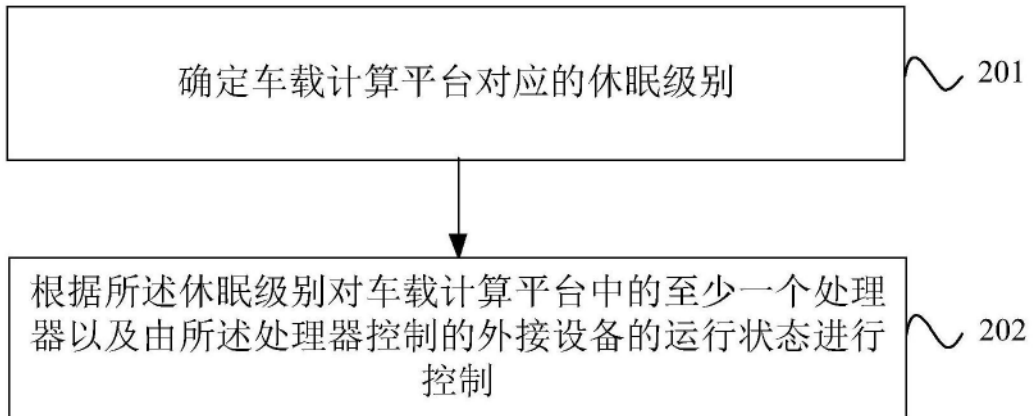 确定车载计算平台对应的休眠级别
201
根据所述休眠级别对车载计算平台中的至少一个处理
器以及由所述处理器控制的外接设备的运行状态进行
控制
202